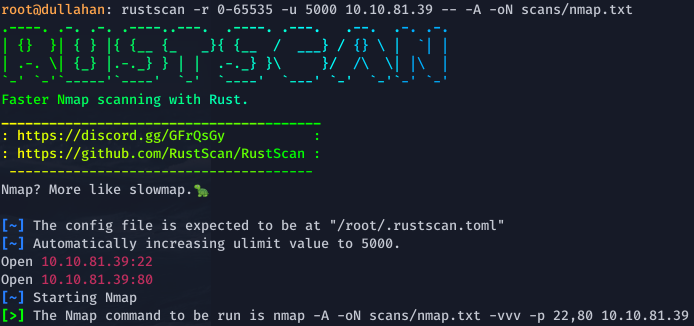 root@dullahan: rustscan -r 0-65535 -u 5000 10.10.81.39 -- -A -oN scans/nmap.txt
.----. .-. .-. .----..---.  .----. .---.   .--.  .-. .-.
| {}  }| { } |{ {__ {_   _}{ {__  /  ___} / {} \ |  `| |
| .-. \| {_} |.-._} } | |  .-._} }\     }/  /\  \| |\  |
`-' `-'`-----'`----'  `-'  `----'  `---' `-'  `-'`-' `-'
Faster Nmap scanning with Rust.
________________________________________
: https://discord.gg/GFrQsGy           :
: https://github.com/RustScan/RustScan :
 --------------------------------------
Nmap? More like slowmap.🐢
[~] The config file is expected to be at "/root/.rustscan.toml"
[~] Automatically increasing ulimit value to 5000.
Open 10.10.81.39:22
Open 10.10.81.39:80
[~] Starting Nmap
[>] The Nmap command to be run is nmap -A -oN scans/nmap.txt -vvv -p 22,80 10.10.81.39